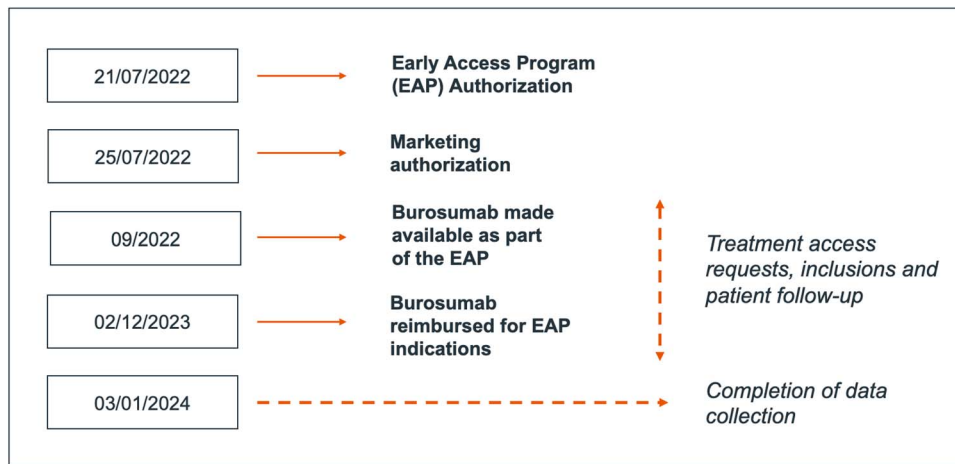 21/07/2022
Early Access Program
(EAP) Authorization
25/07/2022
Marketing
authorization
09/2022
Burosumab made
available as part
of the EAP
Treatment access
requests, inclusions and
patient follow-up
02/12/2023
Burosumab
reimbursed for EAP
indications
03/01/2024
Completion of data
collection